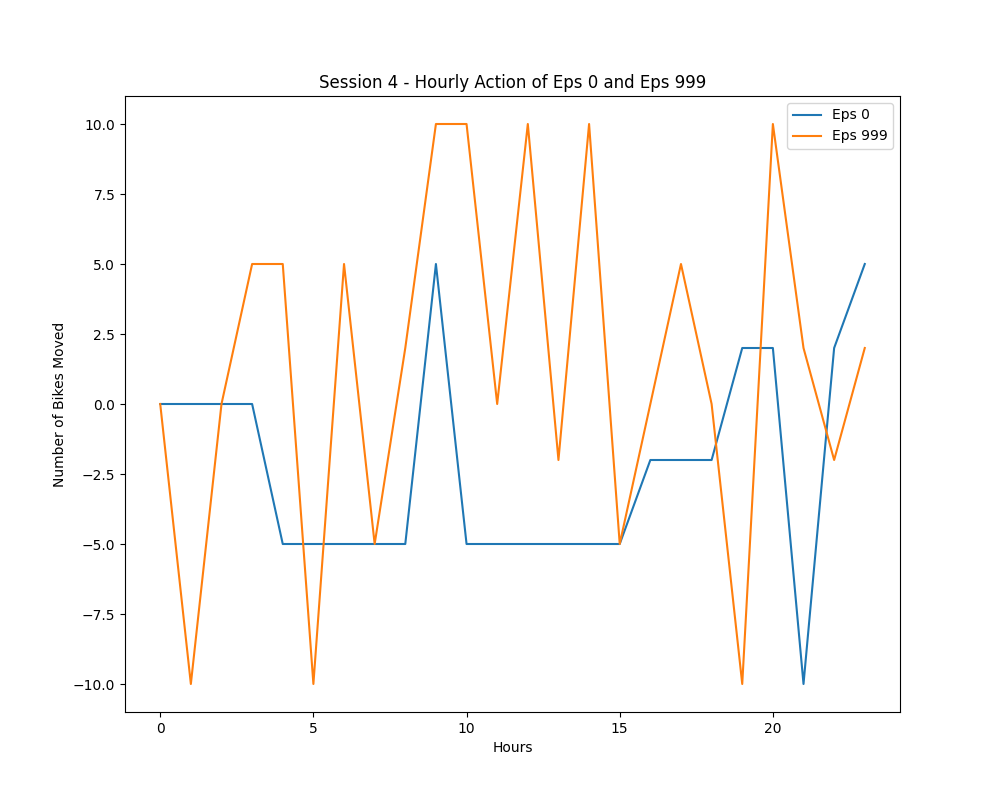 Session 4 - Hourly Action of Eps 0 and Eps 999
Eps 0
Eps 999
Number of Bikes Moved
10.0
7.5
5.0
2.5
0.0
−2.5
−5.0
−7.5
−10.0
0
5
10
15
20
Hours